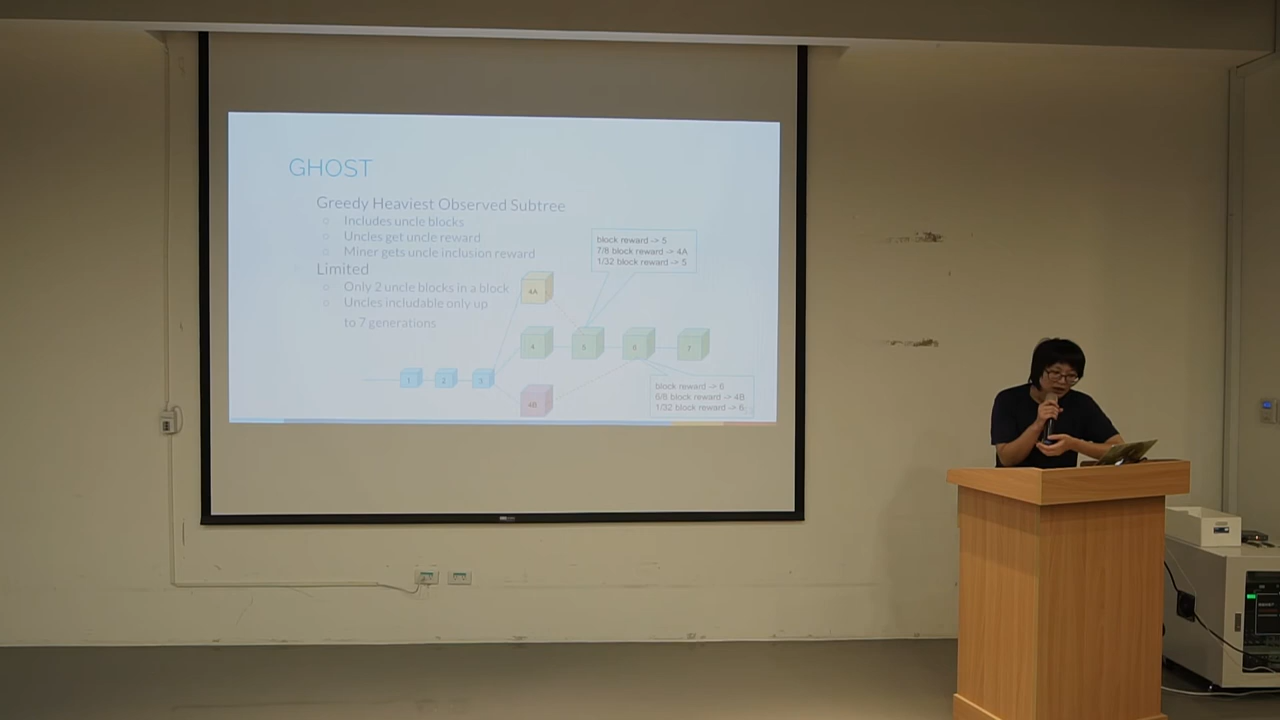 GHOST
Greedy Heaviest Observed Subtree
Includes uncle blocks
Uncles get uncle reward
Miner gets uncle inclusion reward
Limited
Only 2 uncle blocks in a block
Uncles includable only up
to 7 generations
block reward -> 5
7/8 block reward -> 4A
1/32 block reward -> 5
4A
4
5
6
7
1
2
3
4B
block reward -> 6
6/8 block reward -> 4B
1/32 block reward -> 6